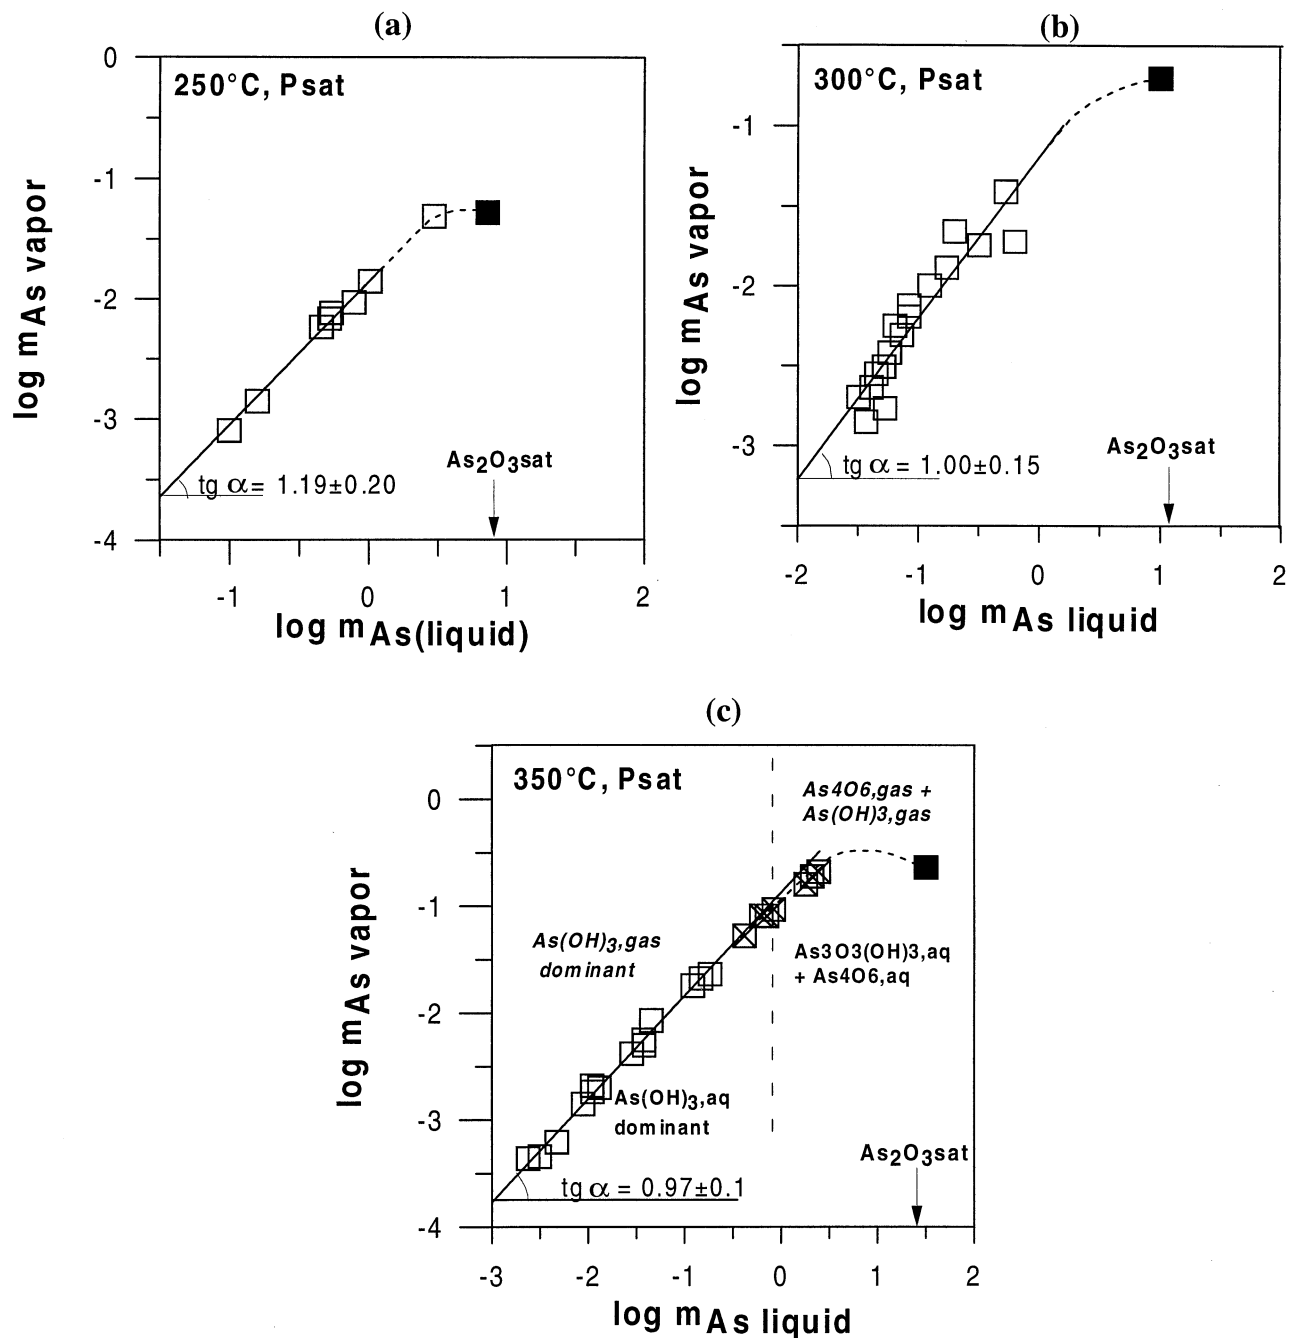 (a)
250°C, Psat
0
-1
-2
-3
-4
log mAs vapor
As2O3sat
tg α= 1.19±0.20
-1 0 1 2
log mAs(liquid)
(b)
300°C, Psat
-1
-2
-3
log mAs vapor
As2O3sat
tg α = 1.00±0.15
-2 -1 0 1 2
log mAs liquid
(c)
350°C, Psat
0
-1
-2
-3
-4
log mAs vapor
As4O6,gas +
As(OH)3,gas
As(OH)3,gas
dominant
As3O3(OH)3,aq
+ As4O6,aq
As(OH)3,aq
dominant
As2O3sat
tg α = 0.97±0.1
-3 -2 -1 0 1 2
log mAs liquid